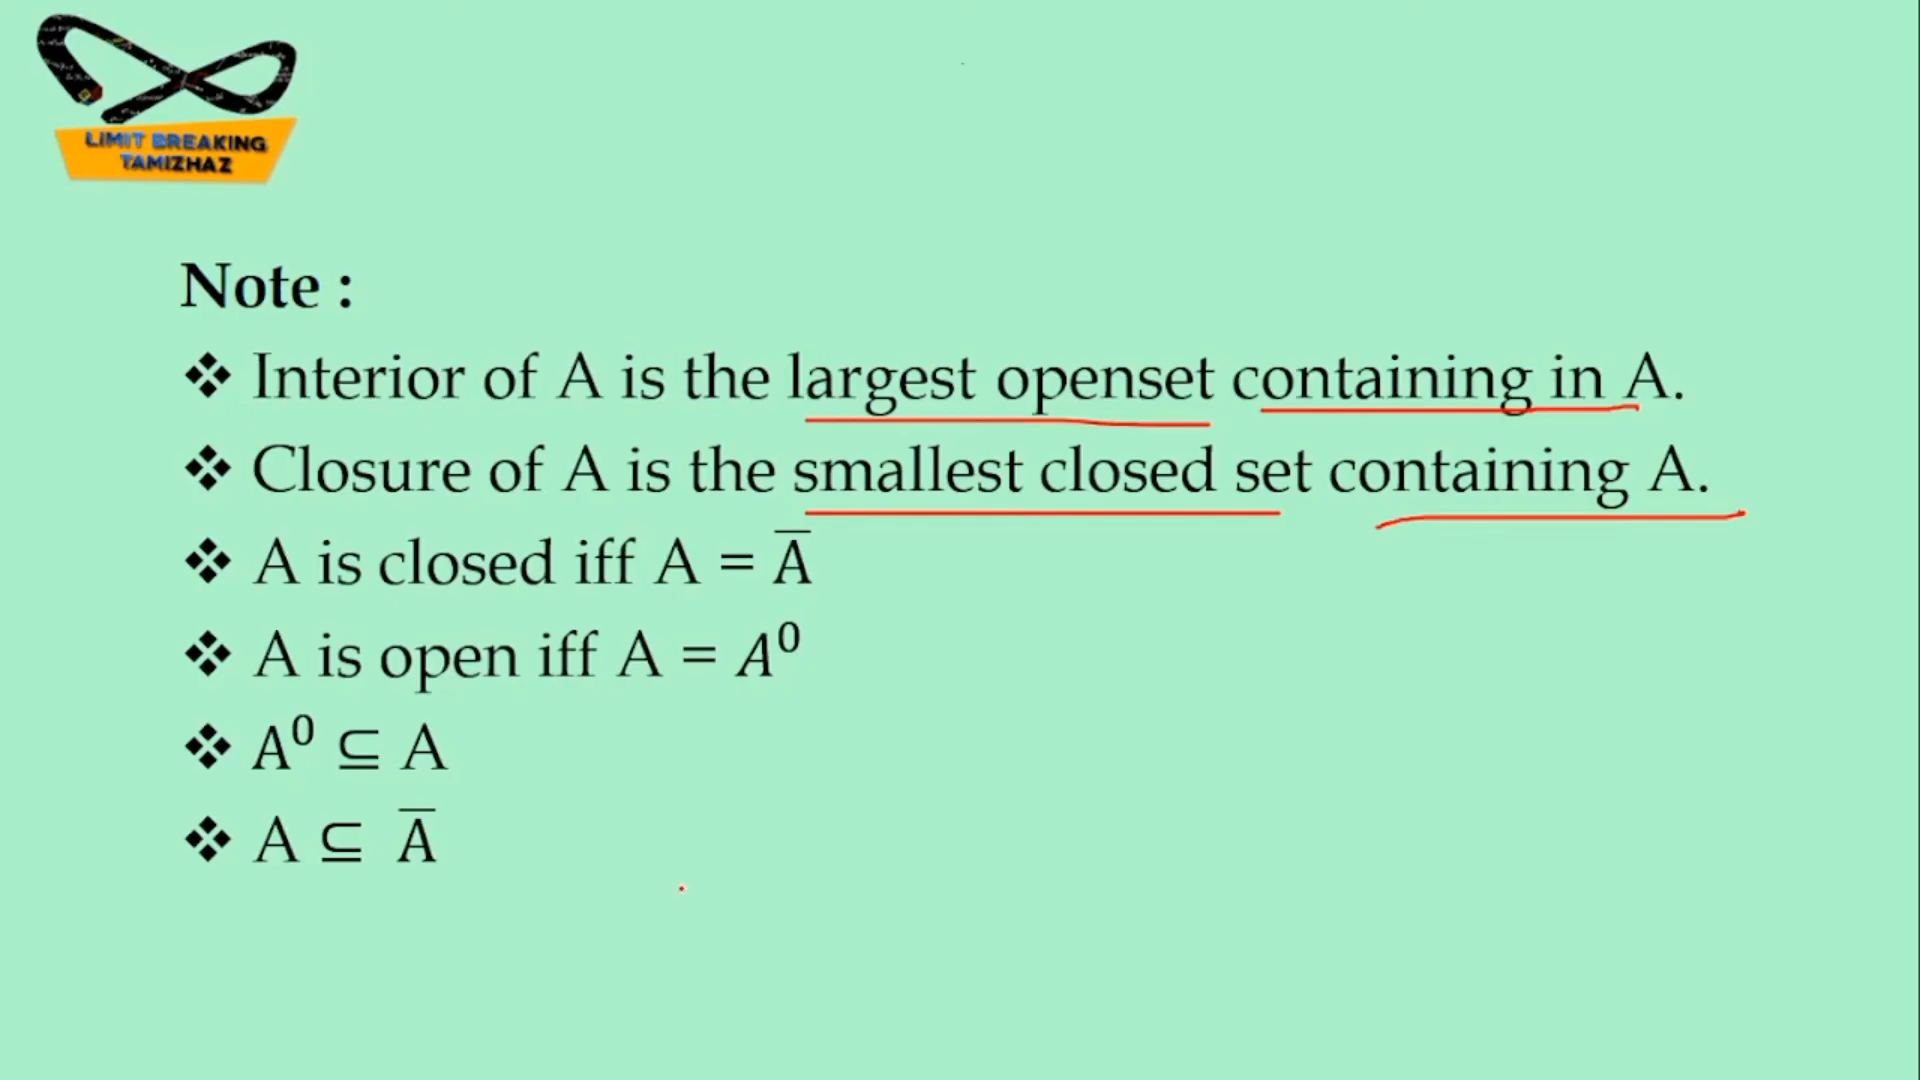 LIMIT BREAKING
TAMIZHAZ
Note :
❖ Interior of A is the largest openset containing in A.
❖ Closure of A is the smallest closed set containing A.
❖ A is closed iff A = A̅
❖ A is open iff A = A⁰
❖ A⁰ ⊆ A
❖ A ⊆ A̅